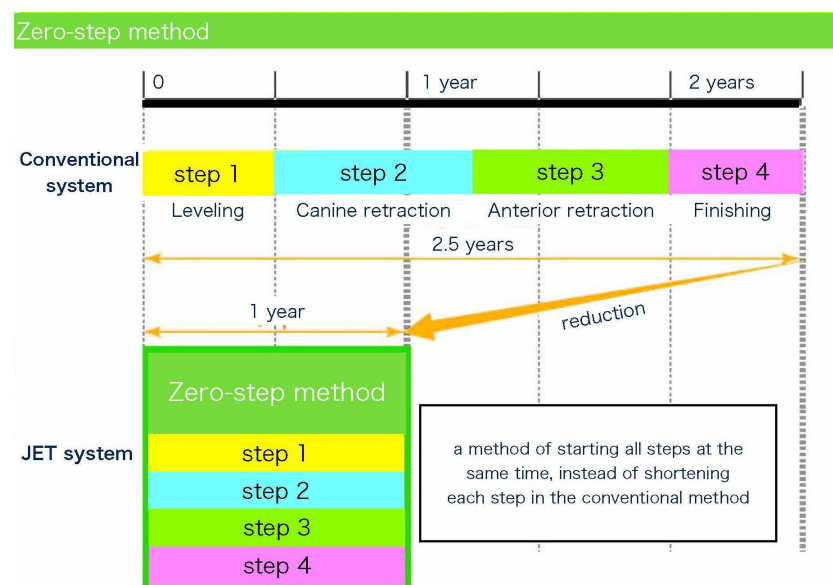 Zero-step method
0
1 year
2 years
Conventional
system
step 1
step 2
step 3
step 4
Leveling
Canine retraction
Anterior retraction
Finishing
2.5 years
1 year
reduction
Zero-step method
JET system
step 1
step 2
step 3
step 4
a method of starting all steps at the
same time, instead of shortening
each step in the conventional method